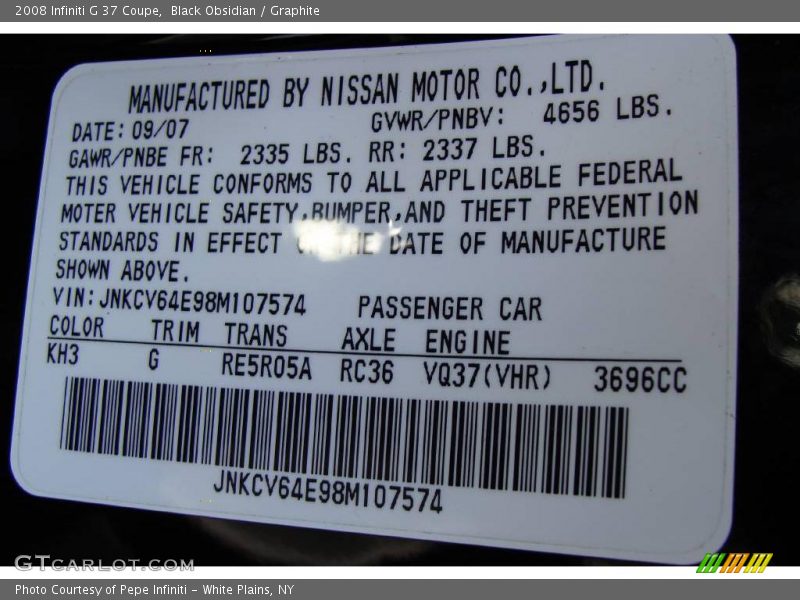 2008 Infiniti G 37 Coupe,  Black Obsidian / Graphite
MANUFACTURED BY NISSAN MOTOR CO.,LTD.
DATE: 09/07 GVWR/PNBV: 4656 LBS.
GAWR/PNBE FR: 2335 LBS. RR: 2337 LBS.
THIS VEHICLE CONFORMS TO ALL APPLICABLE FEDERAL
MOTER VEHICLE SAFETY,BUMPER,AND THEFT PREVENTION
STANDARDS IN EFFECT THE DATE OF MANUFACTURE
SHOWN ABOVE.
VIN: JNKCV64E98M107574 PASSENGER CAR
COLOR TRIM TRANS AXLE ENGINE
KH3 G RE5R05A RC36 VQ37(VHR) 3696CC
JNKCV64E98M107574
GTcarlot.com
Photo Courtesy of Pepe Infiniti - White Plains, NY